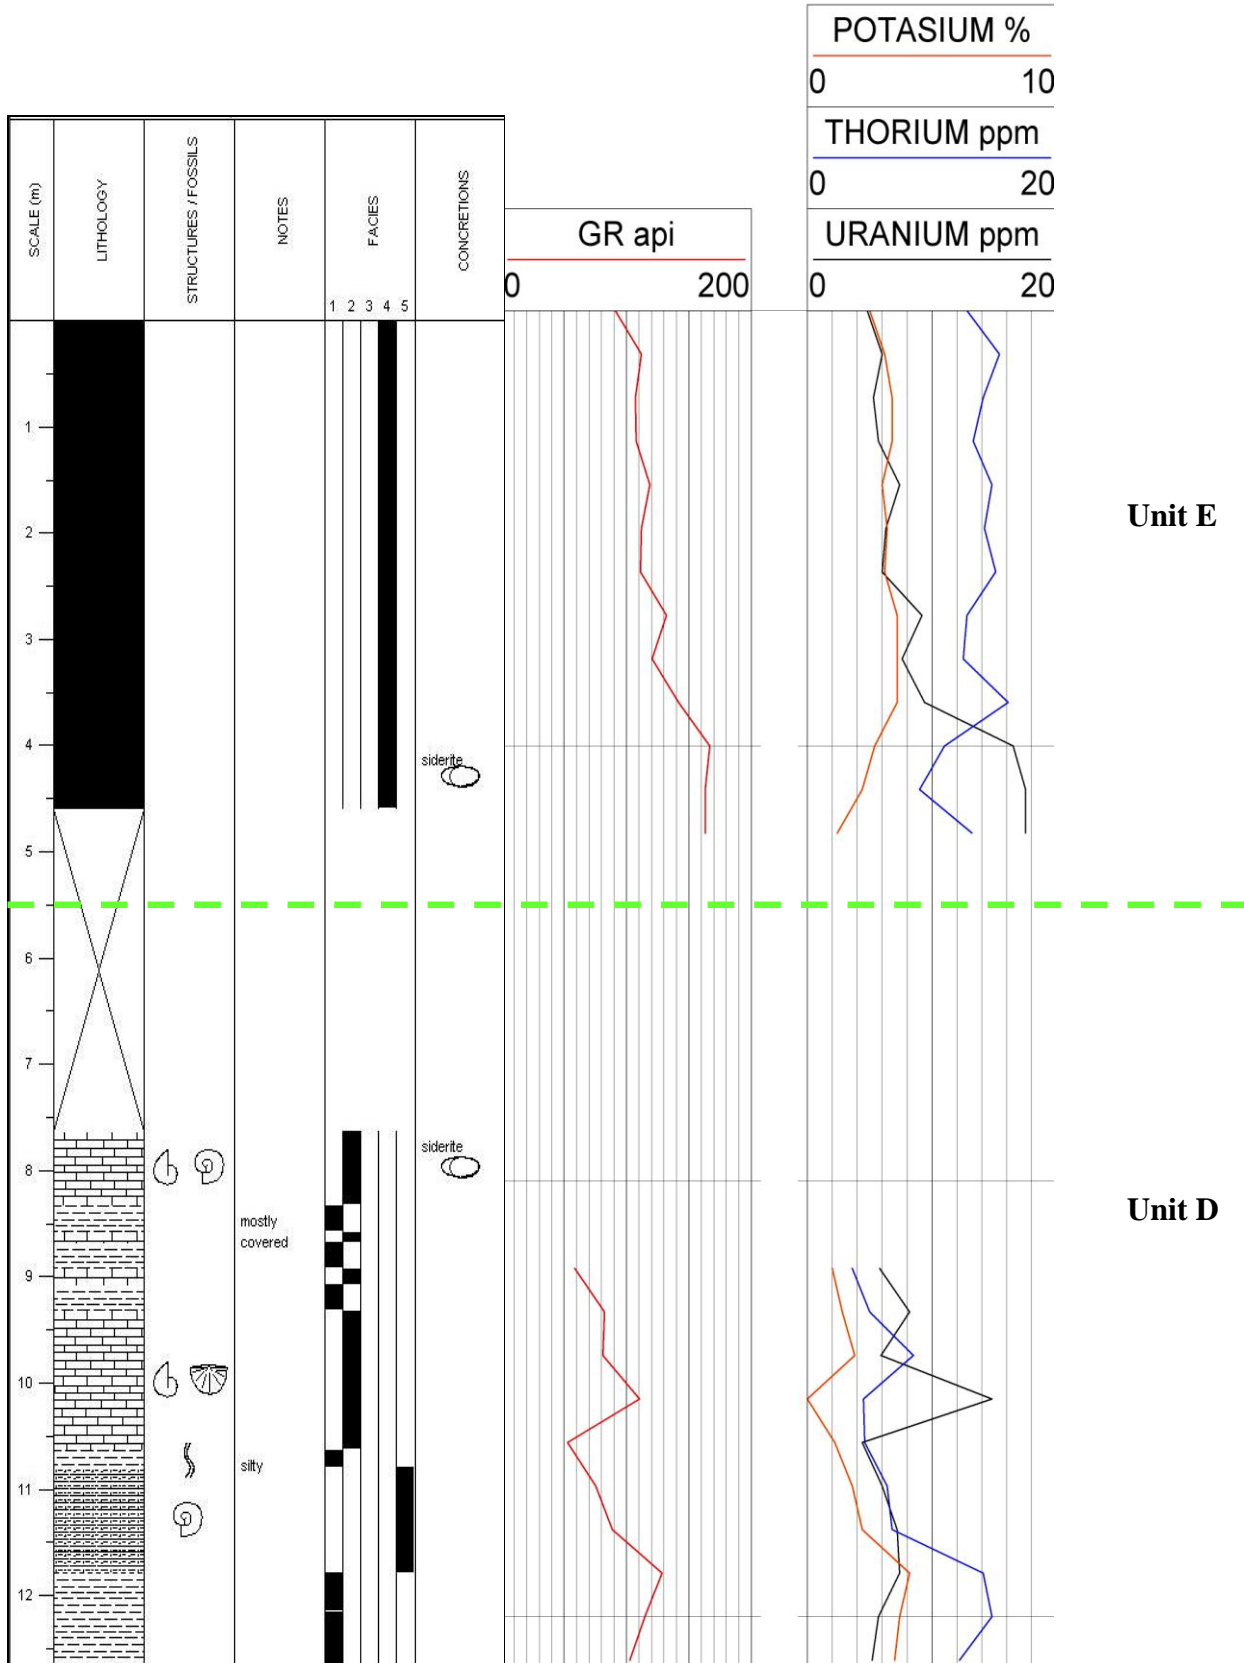 POTASIUM %
0 10
THORIUM ppm
0 20
URANIUM ppm
0 20
GR api
0 200
SCALE (m)
LITHOLOGY
STRUCTURES / FOSSILS
NOTES
FACIES
1 2 3 4 5
CONCRETIONS
1
2
Unit E
3
4
siderite
5
6
7
siderite
8
mostly
covered
Unit D
9
10
silty
11
12